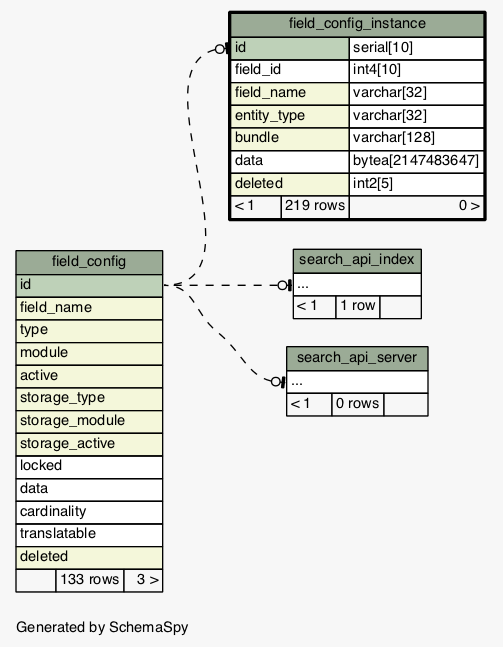 field_config_instance
id serial[10]
field_id int4[10]
field_name varchar[32]
entity_type varchar[32]
bundle varchar[128]
data bytea[2147483647]
deleted int2[5]
< 1 219 rows 0 >
field_config
id
field_name
type
module
active
storage_type
storage_module
storage_active
locked
data
cardinality
translatable
deleted
133 rows 3 >
search_api_index
...
< 1 1 row
search_api_server
...
< 1 0 rows
Generated by SchemaSpy